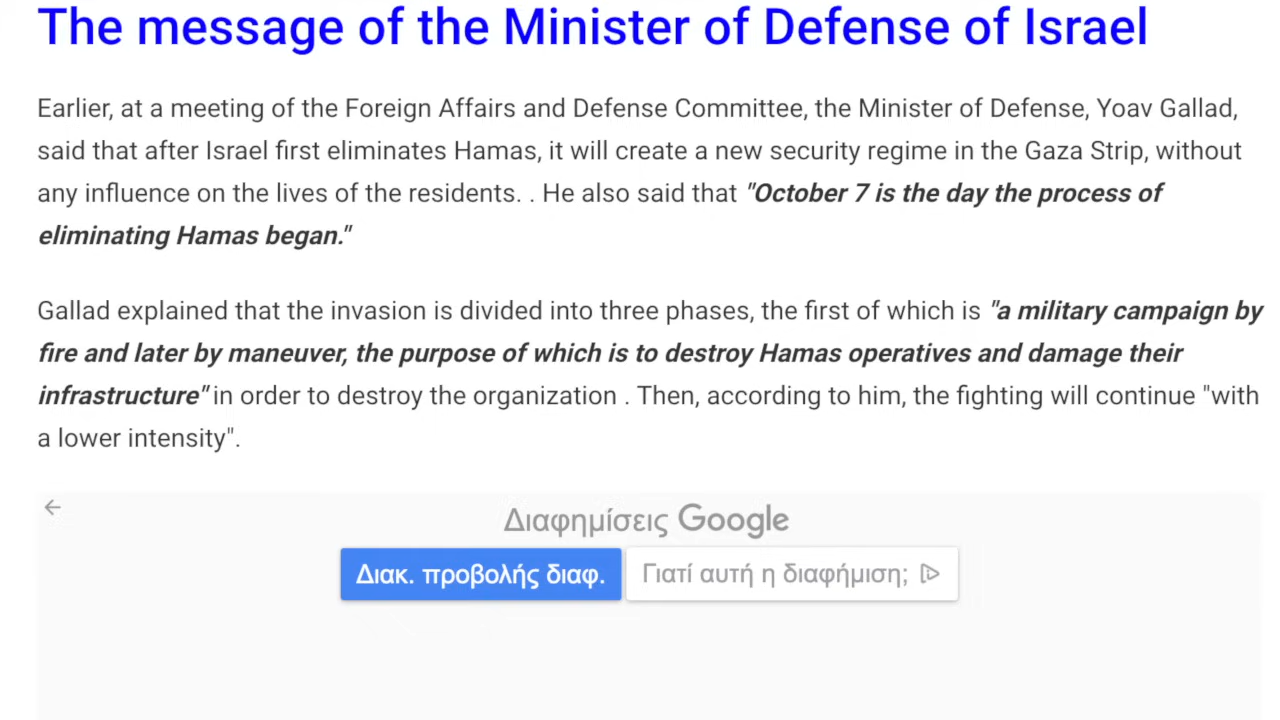 The message of the Minister of Defense of Israel
Earlier, at a meeting of the Foreign Affairs and Defense Committee, the Minister of Defense, Yoav Gallad,
said that after Israel first eliminates Hamas, it will create a new security regime in the Gaza Strip, without
any influence on the lives of the residents. . He also said that "October 7 is the day the process of
eliminating Hamas began."
Gallad explained that the invasion is divided into three phases, the first of which is "a military campaign by
fire and later by maneuver, the purpose of which is to destroy Hamas operatives and damage their
infrastructure" in order to destroy the organization . Then, according to him, the fighting will continue "with
a lower intensity".
Διαφημίσεις Google
Διακ. προβολής διαφ. Γιατί αυτή η διαφήμιση;